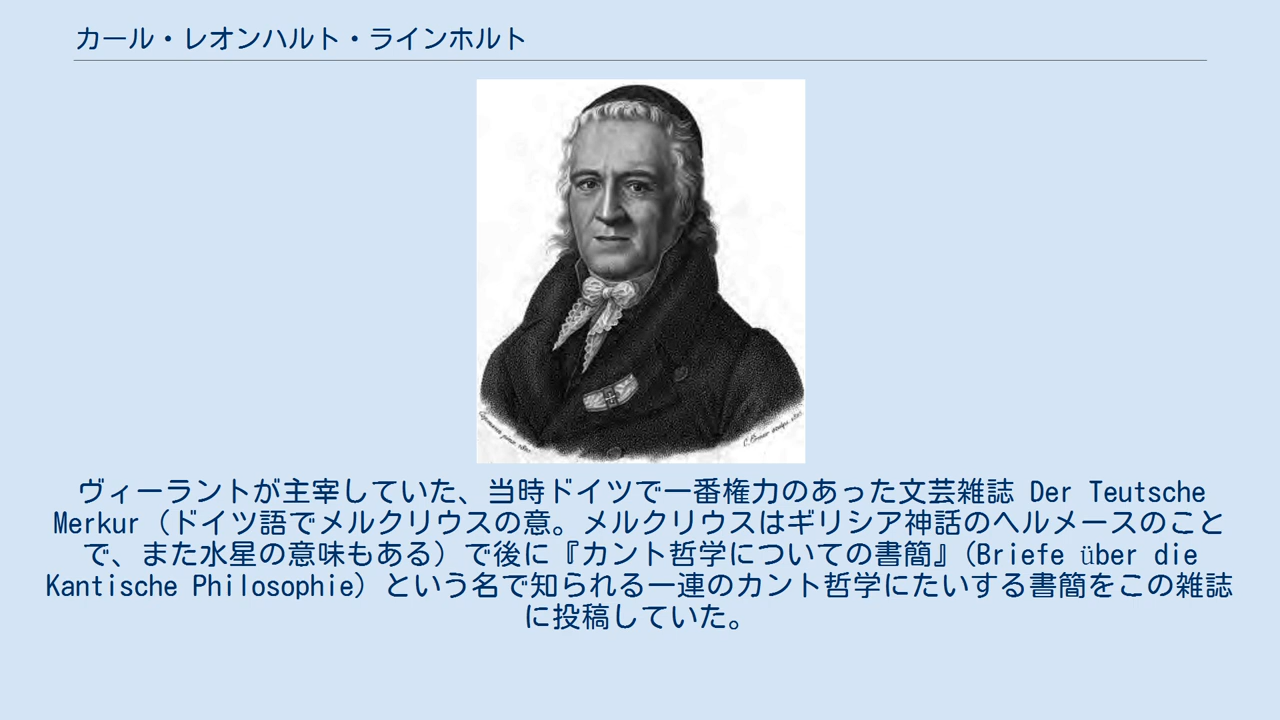 カール・レオンハルト・ラインホルト
ヴィーラントが主宰していた、当時ドイツで一番権力のあった文芸雑誌 Der Teutsche
Merkur（ドイツ語でメルクリウスの意。メルクリウスはギリシア神話のヘルメースのこと
で、また水星の意味もある）で後に『カント哲学についての書簡』(Briefe über die
Kantische Philosophie) という名で知られる一連のカント哲学にたいする書簡をこの雑誌
に投稿していた。